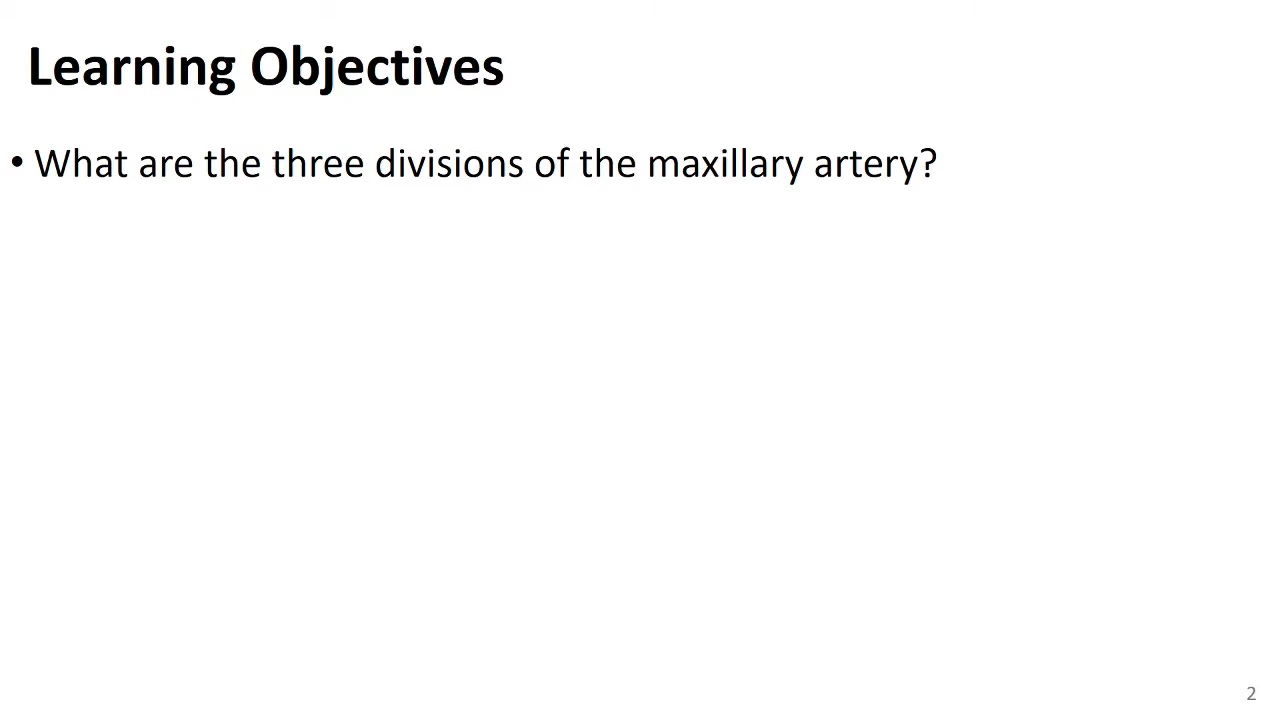 Learning Objectives
• What are the three divisions of the maxillary artery?
2